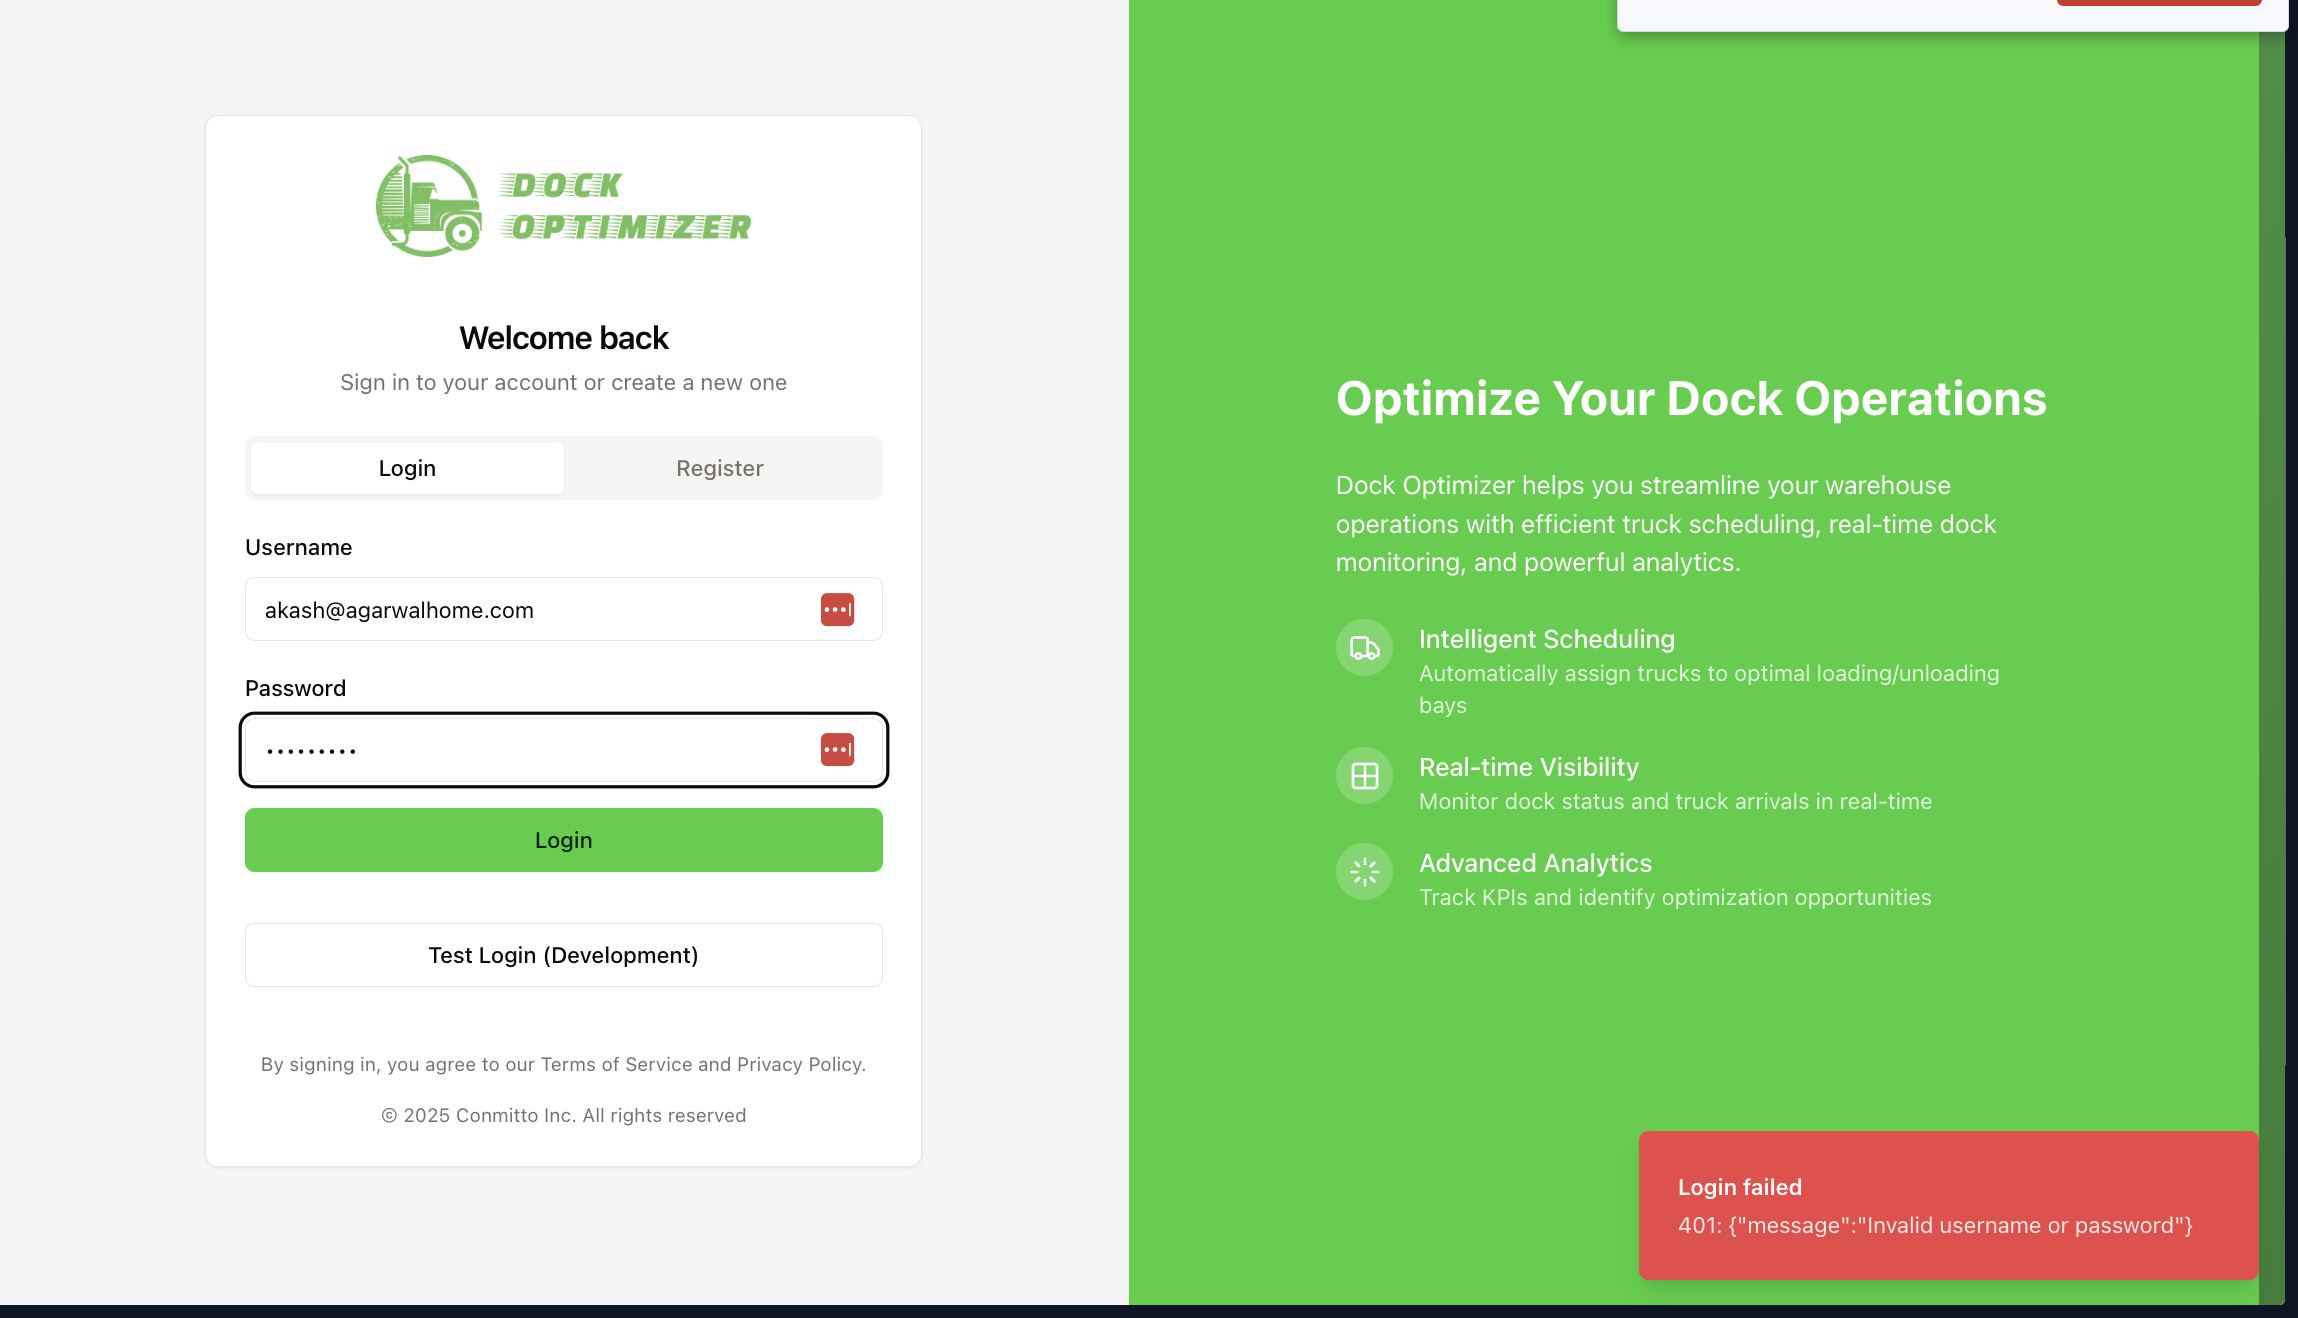 DOCK
OPTIMIZER
Welcome back
Sign in to your account or create a new one
Login
Register
Username
akash@agarwalhome.com
Password
Login
Test Login (Development)
By signing in, you agree to our Terms of Service and Privacy Policy.
© 2025 Conmitto Inc. All rights reserved
Optimize Your Dock Operations
Dock Optimizer helps you streamline your warehouse
operations with efficient truck scheduling, real-time dock
monitoring, and powerful analytics.
Intelligent Scheduling
Automatically assign trucks to optimal loading/unloading
bays
Real-time Visibility
Monitor dock status and truck arrivals in real-time
Advanced Analytics
Track KPIs and identify optimization opportunities
Login failed
401: {"message":"Invalid username or password"}